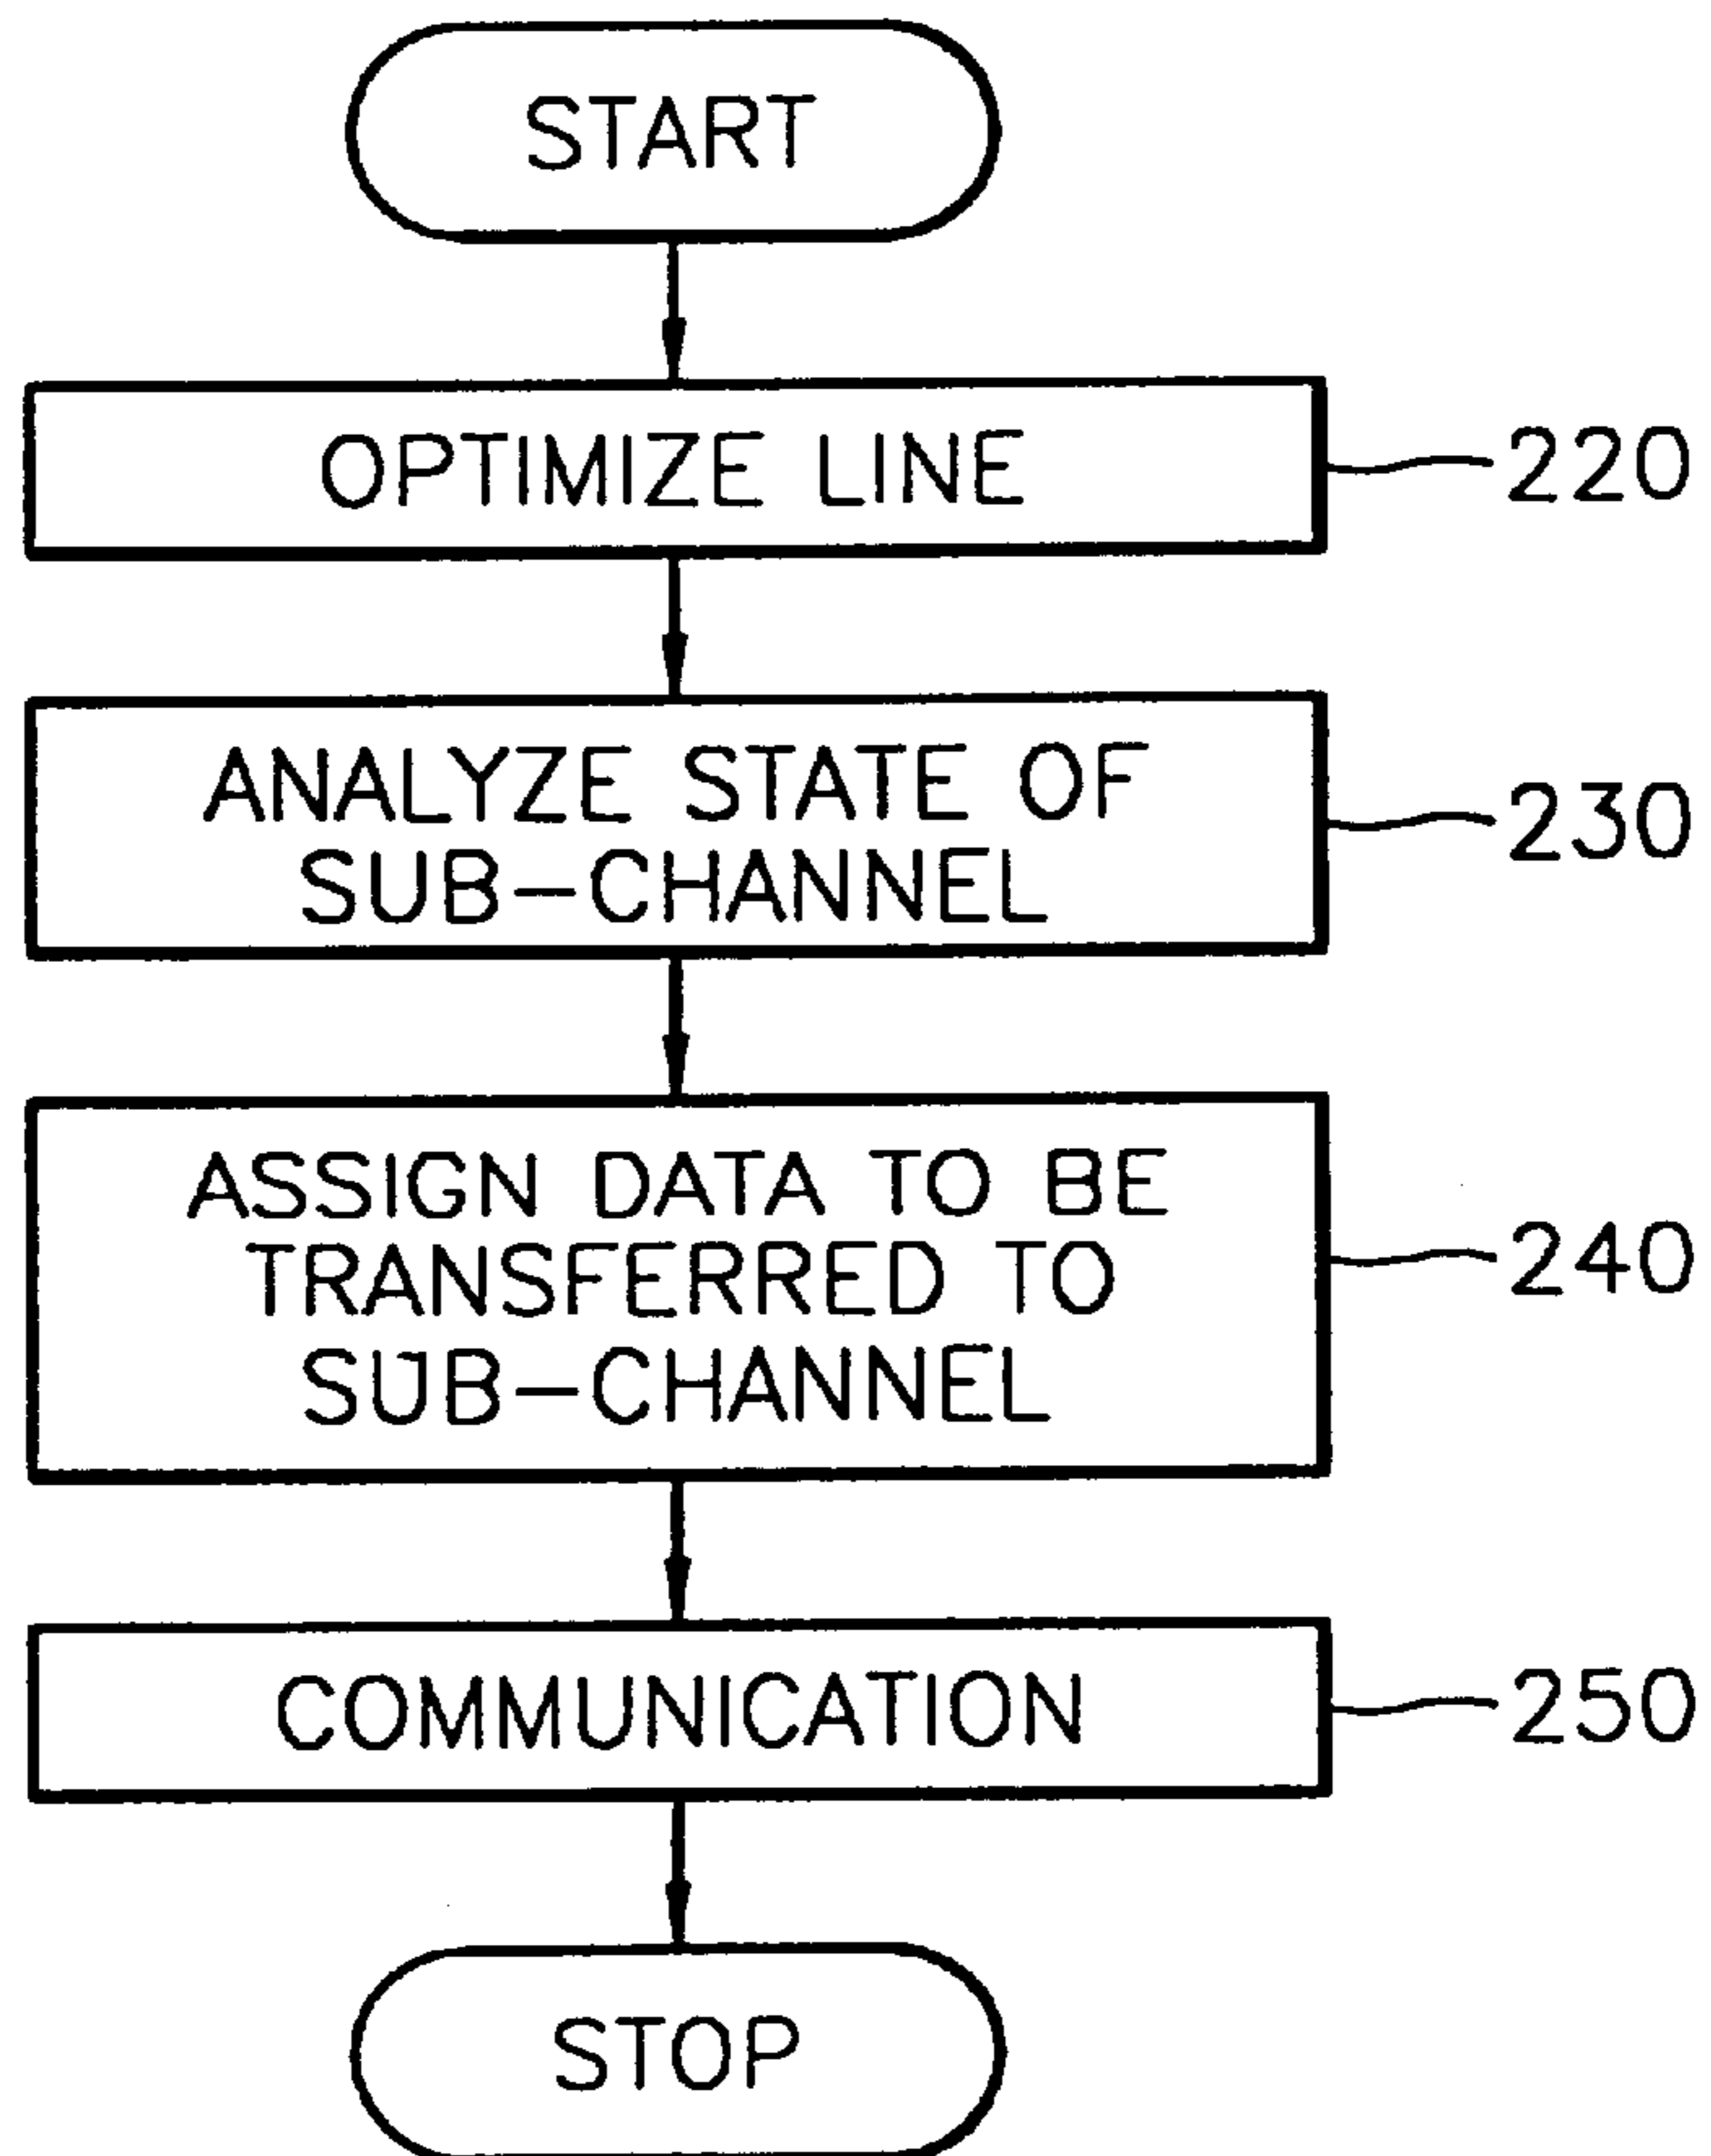 START
OPTIMIZE LINE
220
ANALYZE STATE OF
SUB-CHANNEL
230
ASSIGN DATA TO BE
TRANSFERRED TO
SUB-CHANNEL
240
COMMUNICATION
250
STOP